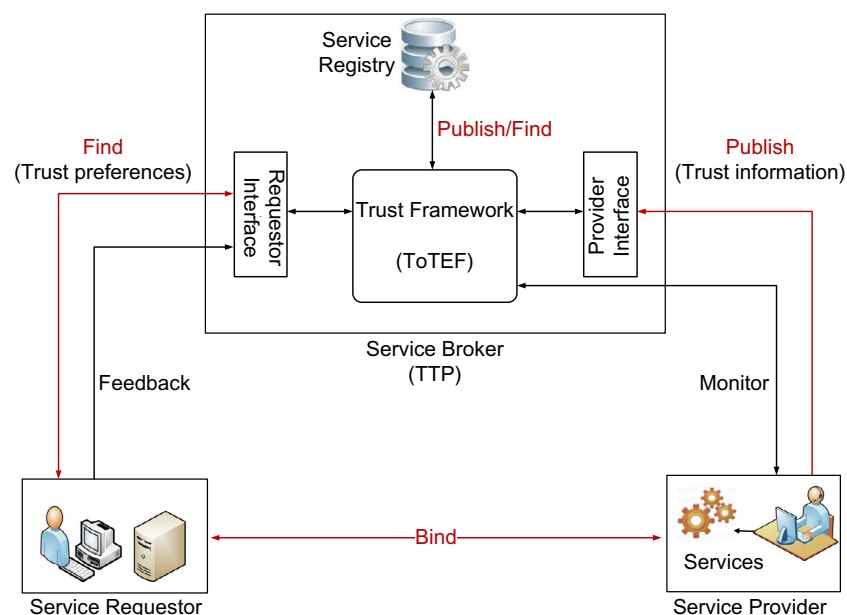 Service
Registry
Publish/Find
Find
(Trust preferences)
Publish
(Trust information)
Requestor
Interface
Trust Framework
(ToTEF)
Provider
Interface
Service Broker
(TTP)
Feedback
Monitor
Bind
Services
Service Requestor
Service Provider